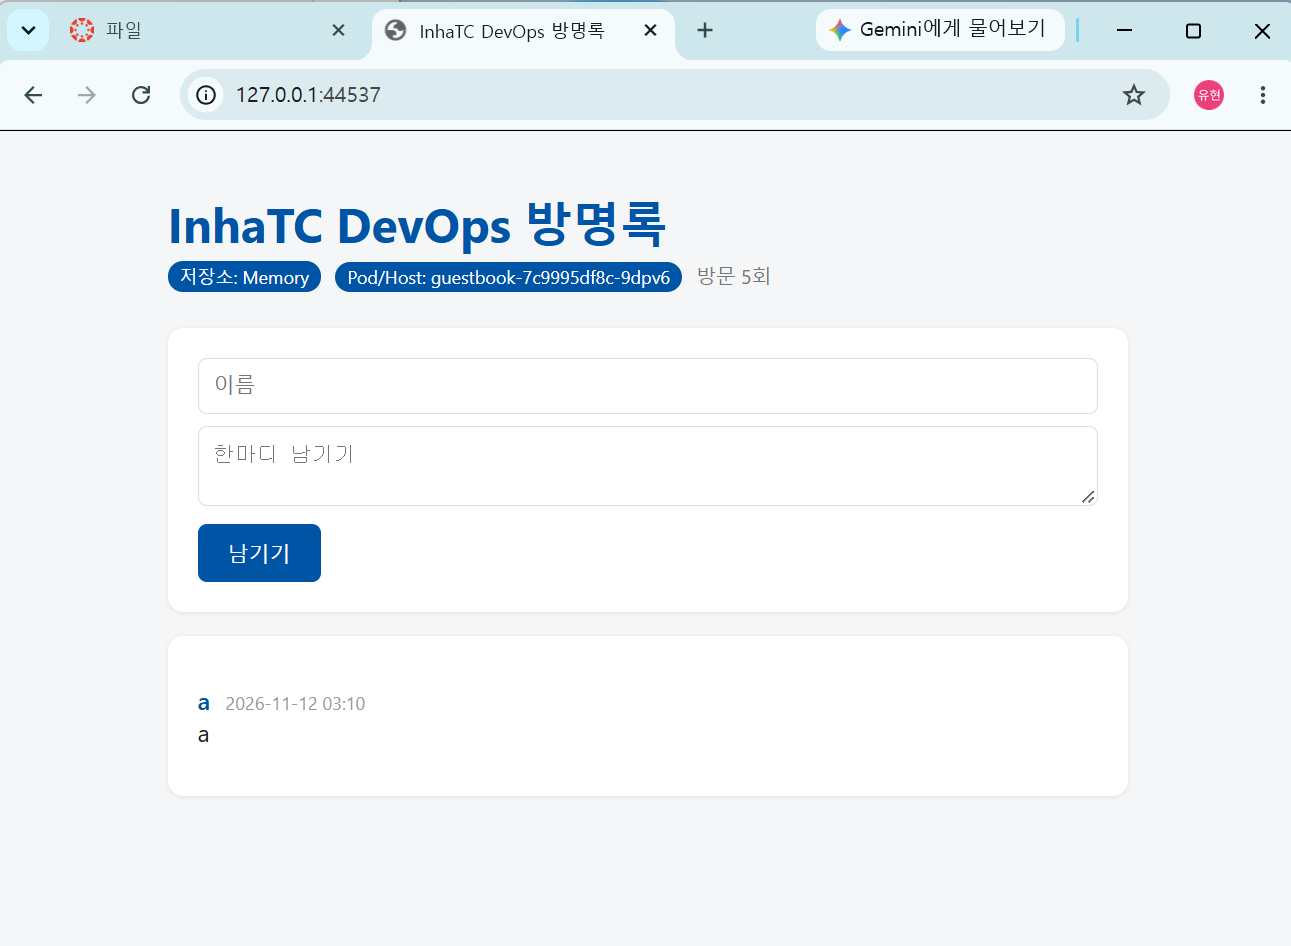 파일
InhaTC DevOps 방명록
Gemini에게 물어보기
127.0.0.1:44537
유현
InhaTC DevOps 방명록
저장소: Memory
Pod/Host: guestbook-7c9995df8c-9dpv6
방문 5회
이름
한마디 남기기
남기기
a 2026-11-12 03:10
a